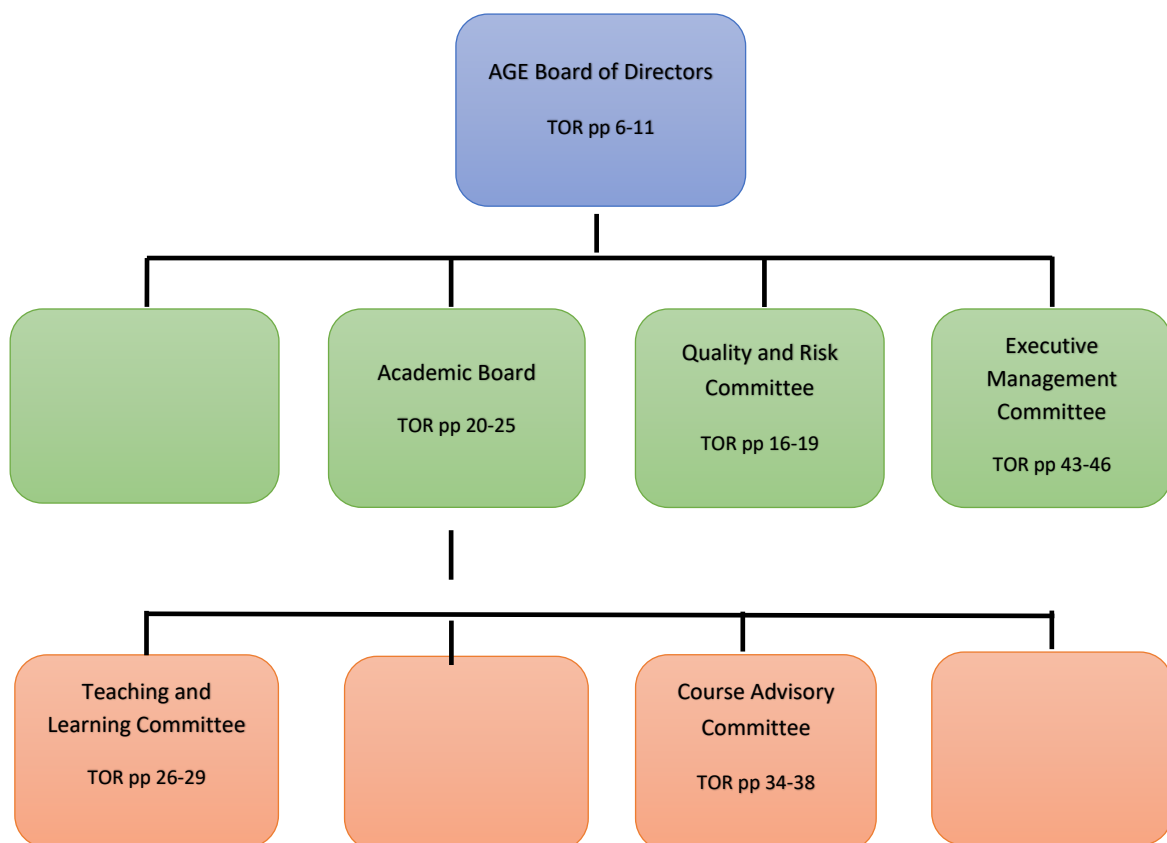 AGE Board of Directors
TOR pp 6-11
Academic Board
TOR pp 20-25
Quality and Risk
Committee
TOR pp 16-19
Executive
Management
Committee
TOR pp 43-46
Teaching and
Learning Committee
TOR pp 26-29
Course Advisory
Committee
TOR pp 34-38